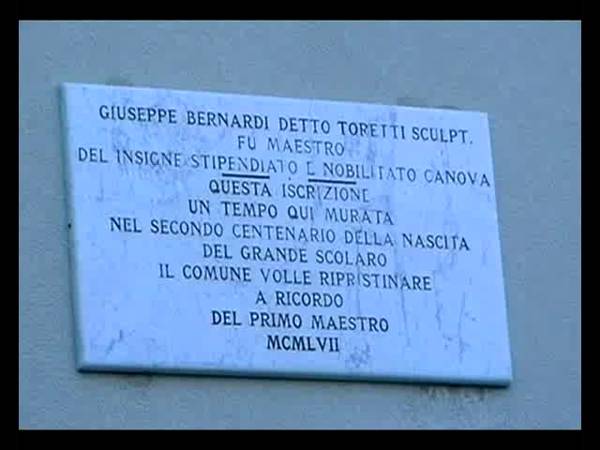 GIUSEPPE BERNARDI DETTO TORETTI SCULPT.
FU MAESTRO
DEL INSIGNE STIPENDIATO E NOBILITATO CANOVA
QUESTA ISCRIZIONE
UN TEMPO QUI MURATA
NEL SECONDO CENTENARIO DELLA NASCITA
DEL GRANDE SCOLARO
IL COMUNE VOLLE RIPRISTINARE
A RICORDO
DEL PRIMO MAESTRO
MCMLVII